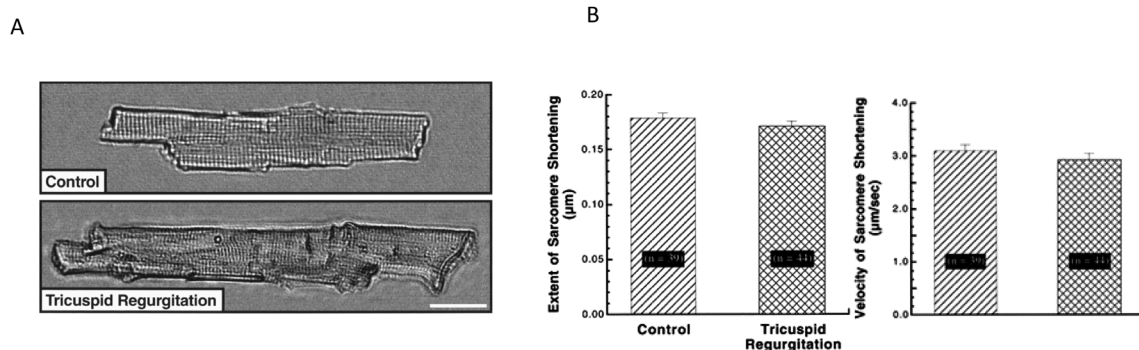 A
B
Control
Tricuspid Regurgitation
Extent of Sarcomere Shortening
(μm)
0.20
0.15
0.10
0.05
0.00
(n = 39)
(n = 44)
Control
Tricuspid
Regurgitation
Velocity of Sarcomere Shortening
(μm/sec)
4.0
3.0
2.0
1.0
0.0
(n = 39)
(n = 44)